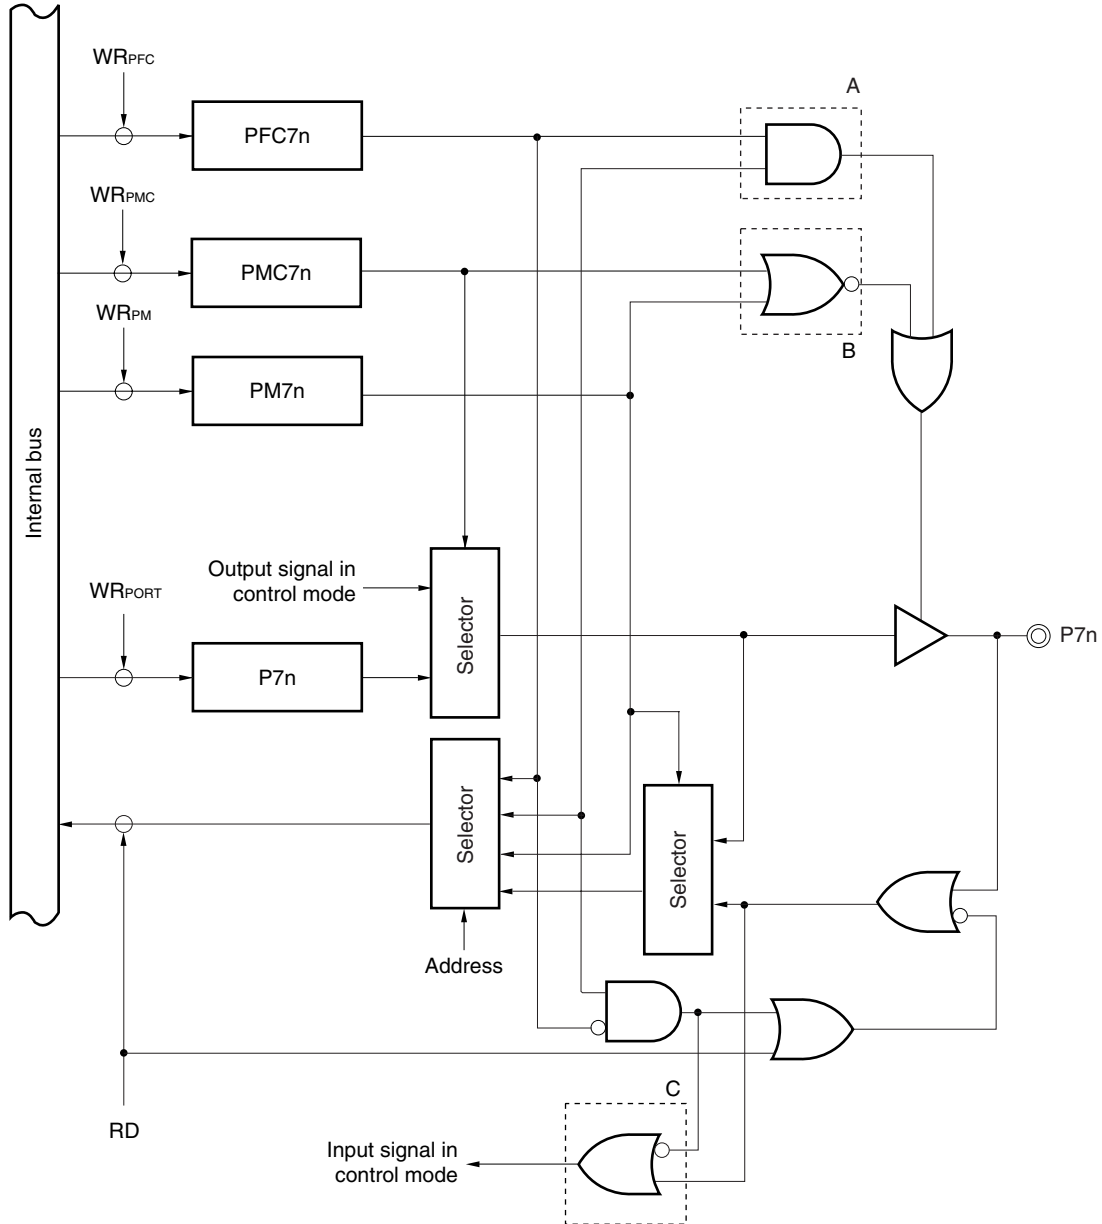 WRPFC
A
PFC7n
WRPMC
PMC7n
WRPM
B
PM7n
Internal bus
Output signal in
control mode
WRPORT
Selector
P7n
P7n
Selector
Selector
Address
C
RD
Input signal in
control mode